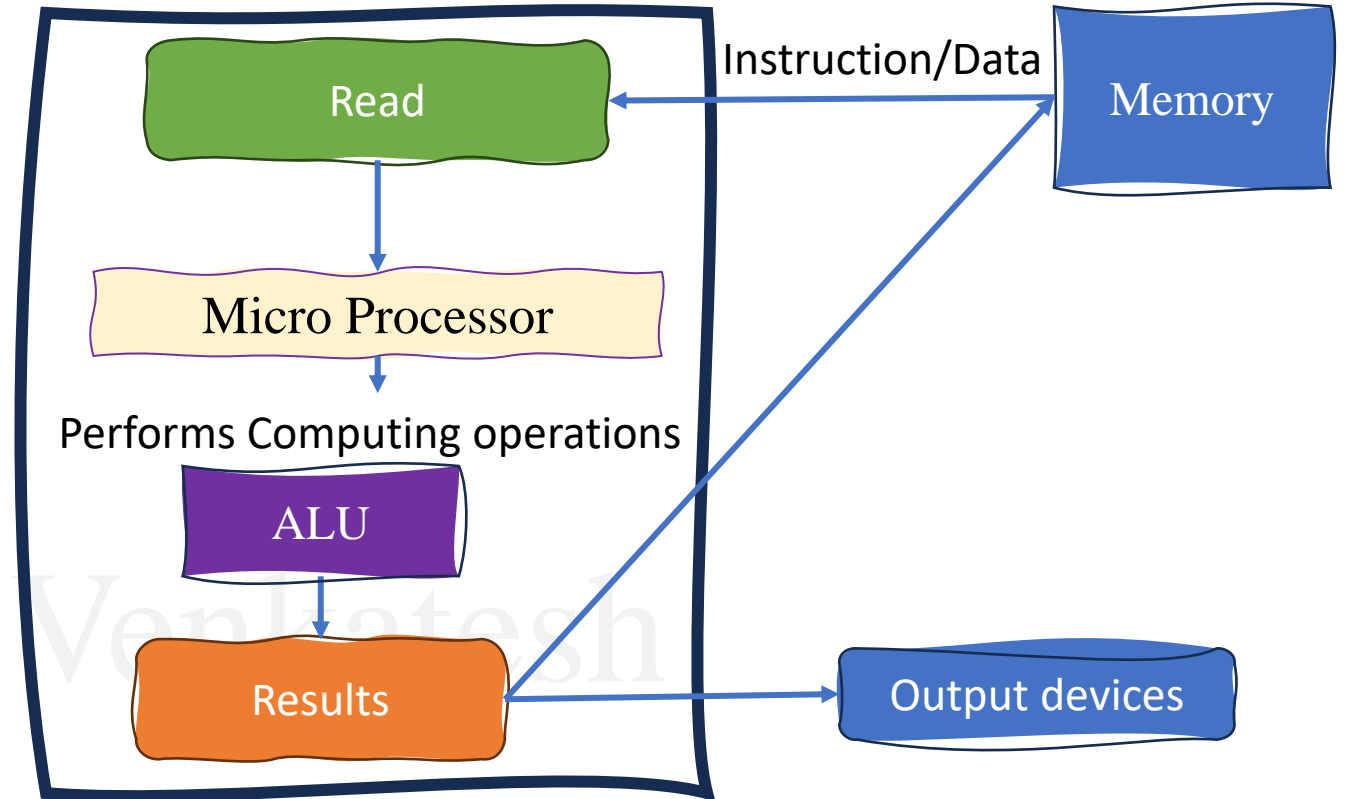 Read
Instruction/Data
Memory
Micro Processor
Performs Computing operations
ALU
Venkatesh
Results
Output devices